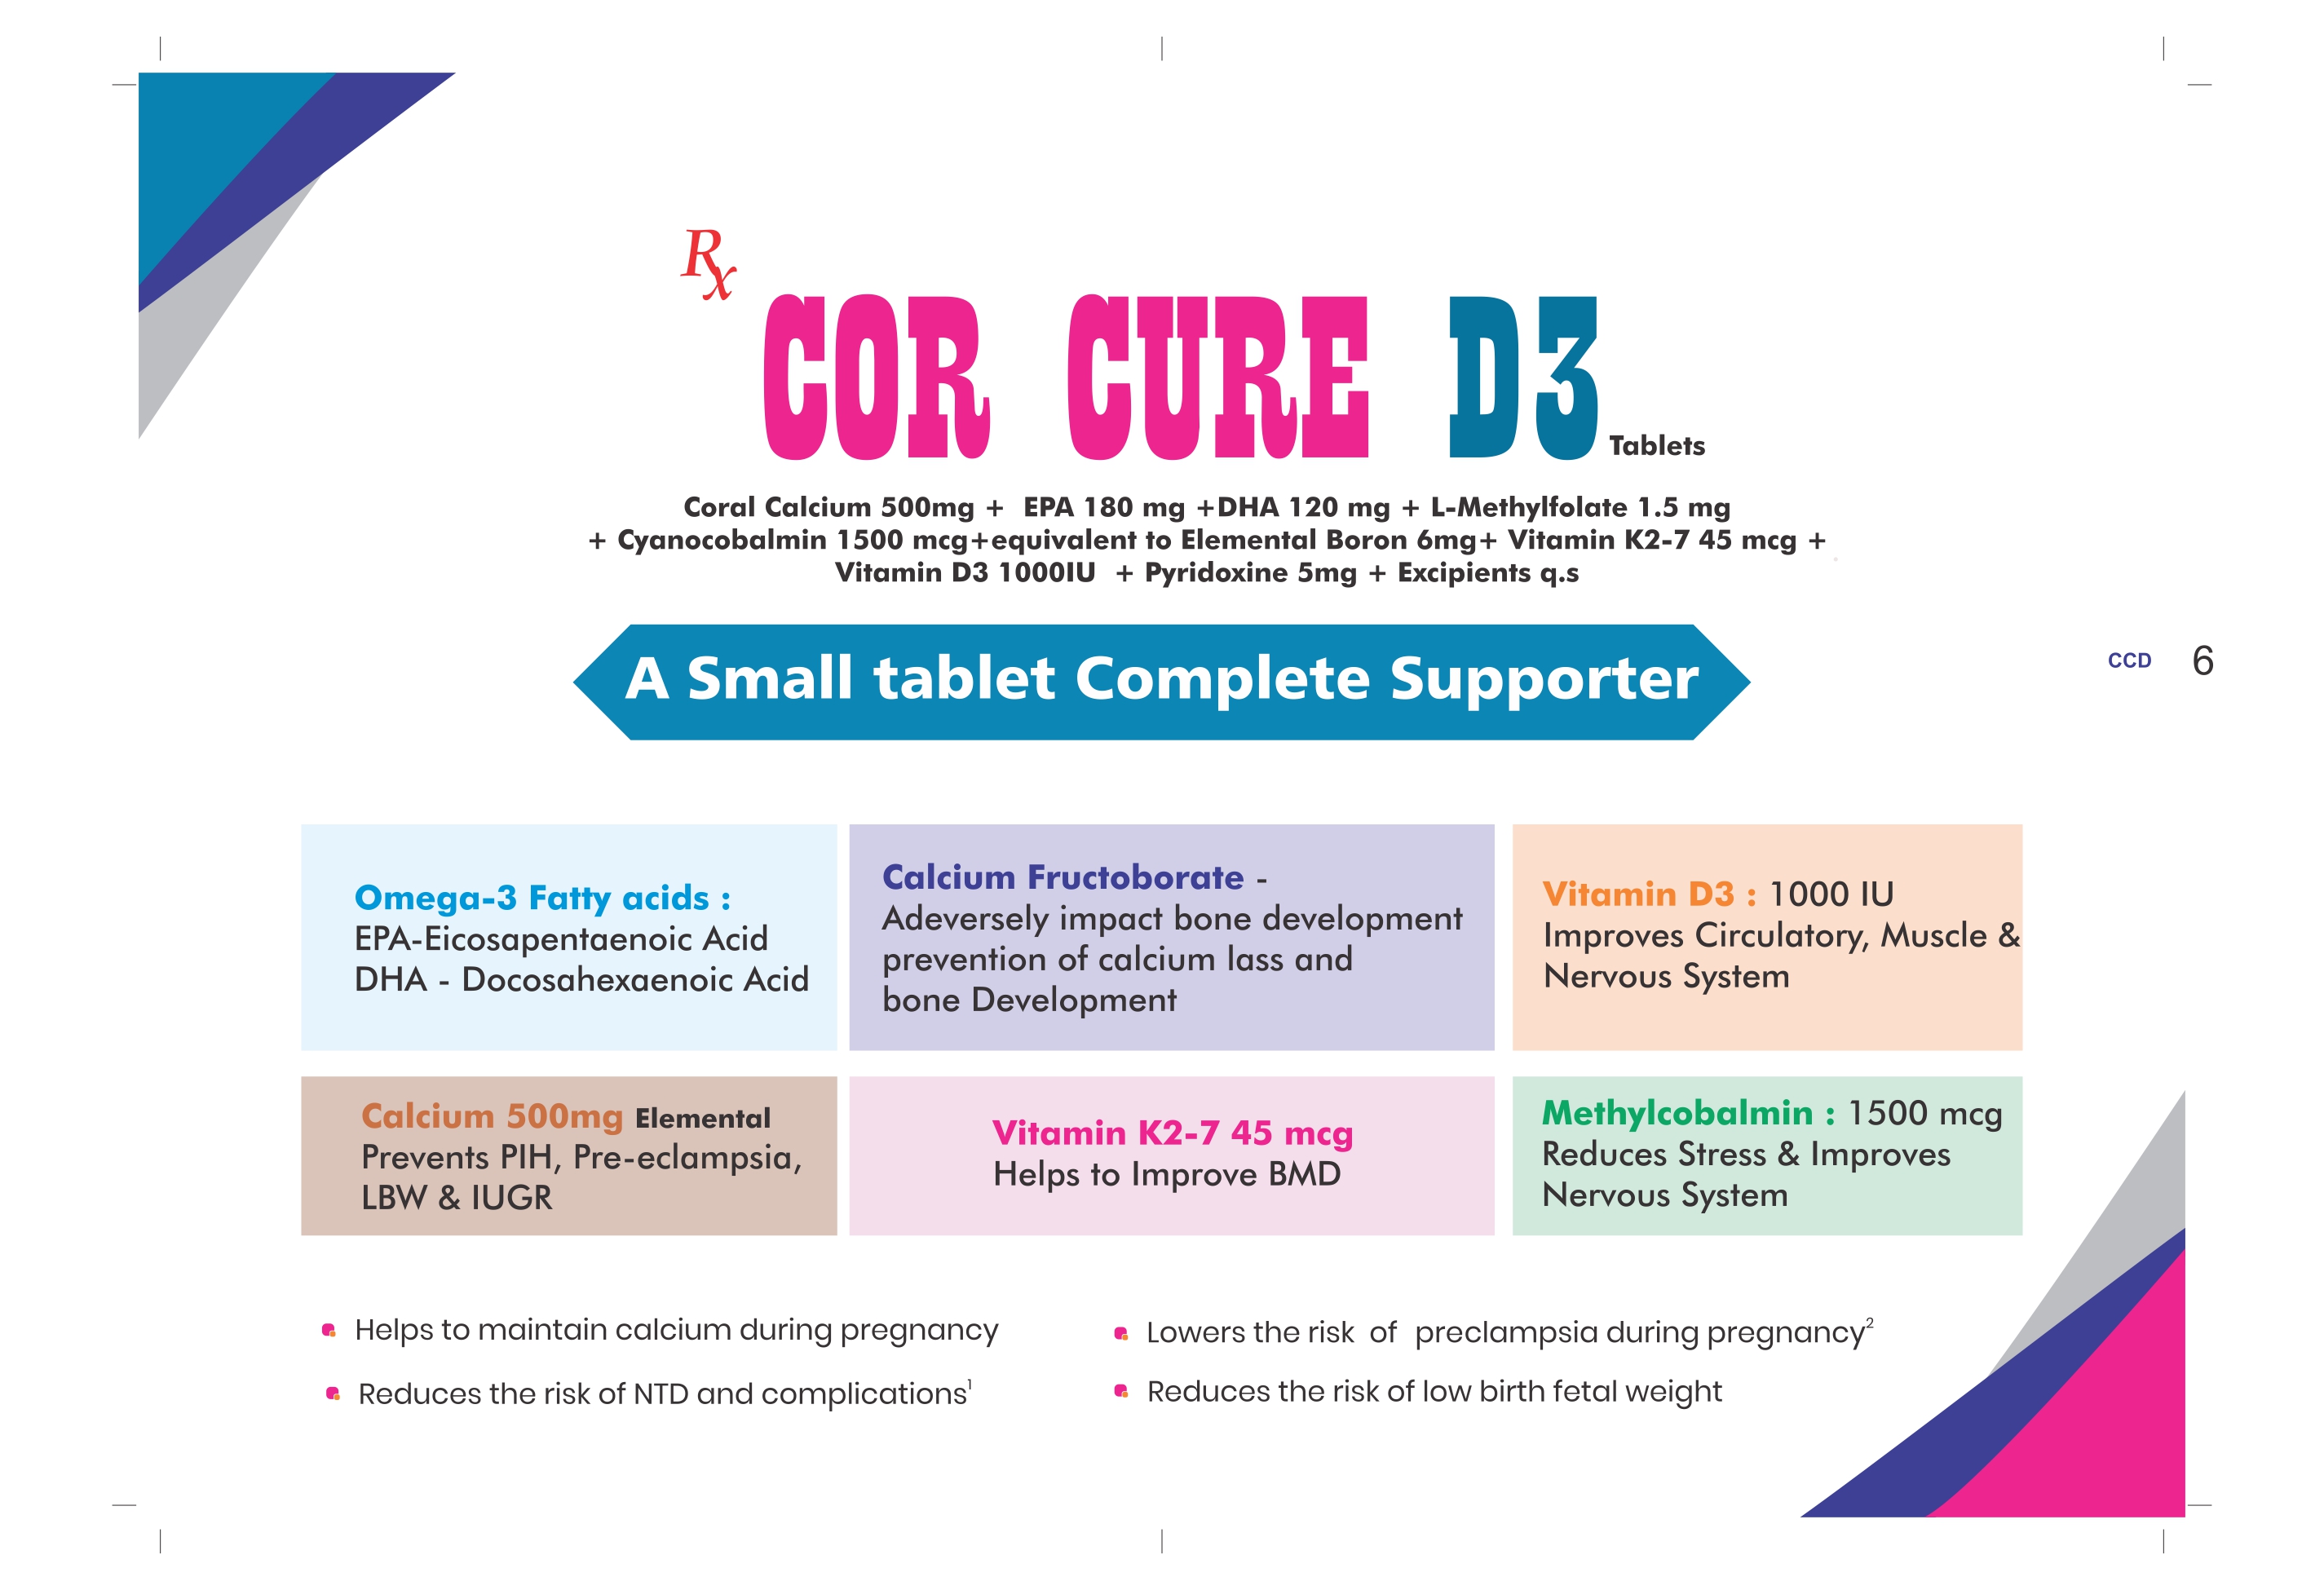 Rx
COR CURE D3 Tablets
Coral Calcium 500mg + EPA 180 mg +DHA 120 mg + L-Methylfolate 1.5 mg
+ Cyanocobalmin 1500 mcg+equivalent to Elemental Boron 6mg+ Vitamin K2-7 45 mcg +
Vitamin D3 1000IU + Pyridoxine 5mg + Excipients q.s
A Small tablet Complete Supporter
CCD 6
Omega-3 Fatty acids :
EPA-Eicosapentaenoic Acid
DHA - Docosahexaenoic Acid
Calcium Fructoborate -
Adeversely impact bone development
prevention of calcium lass and
bone Development
Vitamin D3 : 1000 IU
Improves Circulatory, Muscle &
Nervous System
Calcium 500mg Elemental
Prevents PIH, Pre-eclampsia,
LBW & IUGR
Vitamin K2-7 45 mcg
Helps to Improve BMD
Methylcobalmin : 1500 mcg
Reduces Stress & Improves
Nervous System
Helps to maintain calcium during pregnancy
Reduces the risk of NTD and complications¹
Lowers the risk of preclampsia during pregnancy²
Reduces the risk of low birth fetal weight